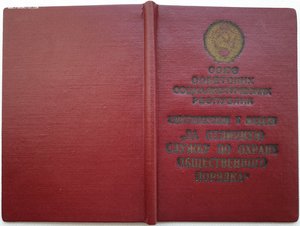 СОЮЗ
СОВЕТСКИХ
СОЦИАЛИСТИЧЕСКИХ
РЕСПУБЛИК
УДОСТОВЕРЕНИЕ К МЕДАЛИ
"ЗА ОТЛИЧНУЮ
СЛУЖБУ ПО ОХРАНЕ
ОБЩЕСТВЕННОГО
ПОРЯДКА"